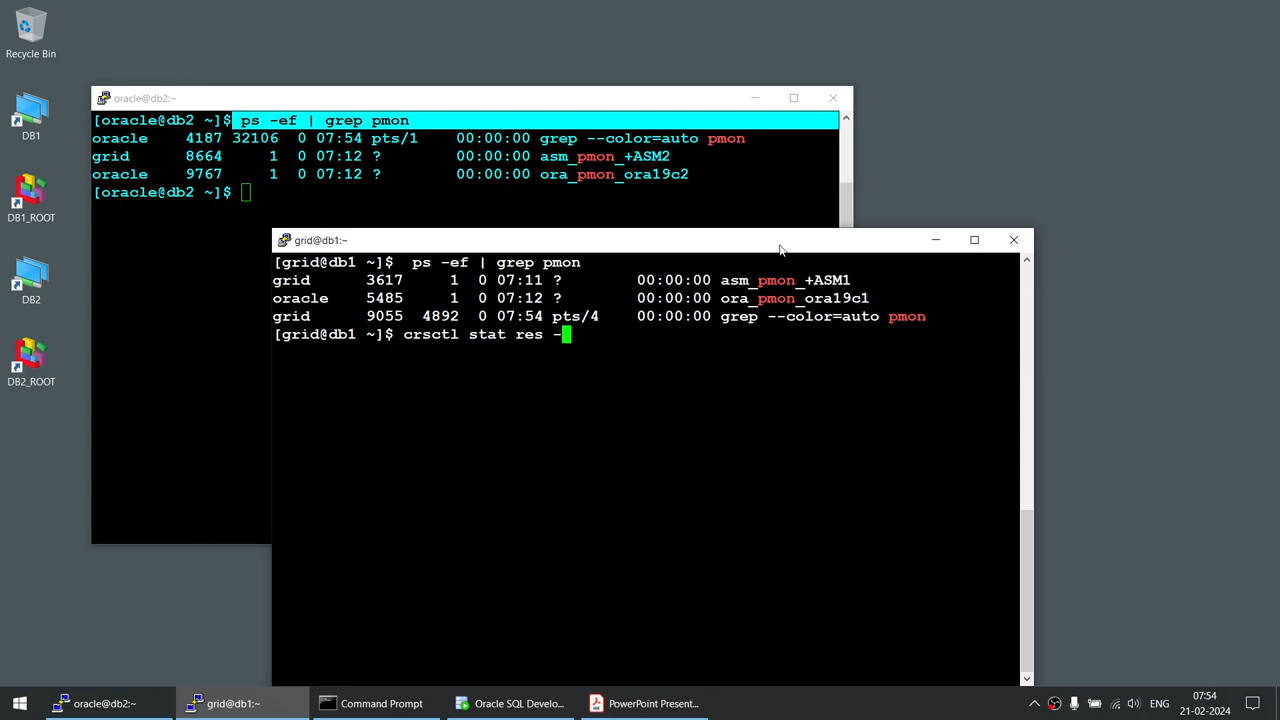 Recycle Bin
DB1
DB1_ROOT
DB2
DB2_ROOT
oracle@db2:~
[oracle@db2 ~]$ ps -ef | grep pmon
oracle 4187 32106 0 07:54 pts/1 00:00:00 grep --color=auto pmon
grid 8664 1 0 07:12 ? 00:00:00 asm_pmon_+ASM2
oracle 9767 1 0 07:12 ? 00:00:00 ora_pmon_ora19c2
[oracle@db2 ~]$
grid@db1:~
[grid@db1 ~]$ ps -ef | grep pmon
grid 3617 1 0 07:11 ? 00:00:00 asm_pmon_+ASM1
oracle 5485 1 0 07:12 ? 00:00:00 ora_pmon_ora19c1
grid 9055 4892 0 07:54 pts/4 00:00:00 grep --color=auto pmon
[grid@db1 ~]$ crsctl stat res -
oracle@db2:~
grid@db1:~
Command Prompt
Oracle SQL Develo...
PowerPoint Present...
ENG
07:54
21-02-2024